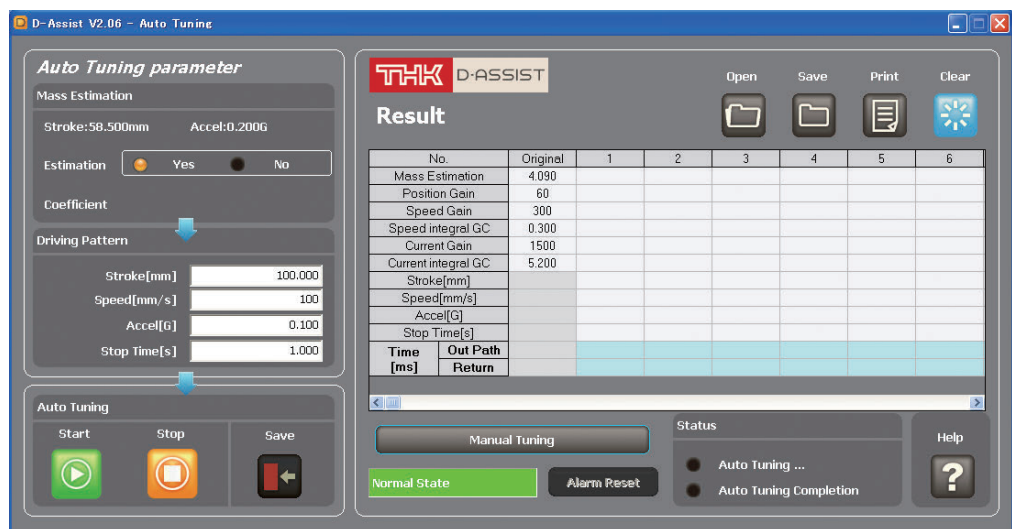 D-Assist V2.06 - Auto Tuning
Auto Tuning parameter
Mass Estimation
Stroke:58.500mm Accel:0.200G
Estimation Yes No
Coefficient
Driving Pattern
Stroke[mm] 100.000
Speed[mm/s] 100
Accel[G] 0.100
Stop Time[s] 1.000
Auto Tuning
Start Stop Save
THK D-ASSIST
Open Save Print Clear
Result
No. Original 1 2 3 4 5 6
Mass Estimation 4.090
Position Gain 60
Speed Gain 300
Speed integral GC 0.300
Current Gain 1500
Current integral GC 5.200
Stroke[mm]
Speed[mm/s]
Accel[G]
Stop Time[s]
Time Out Path
[ms] Return
Manual Tuning
Normal State Alarm Reset
Status
Auto Tuning ...
Auto Tuning Completion
Help
?